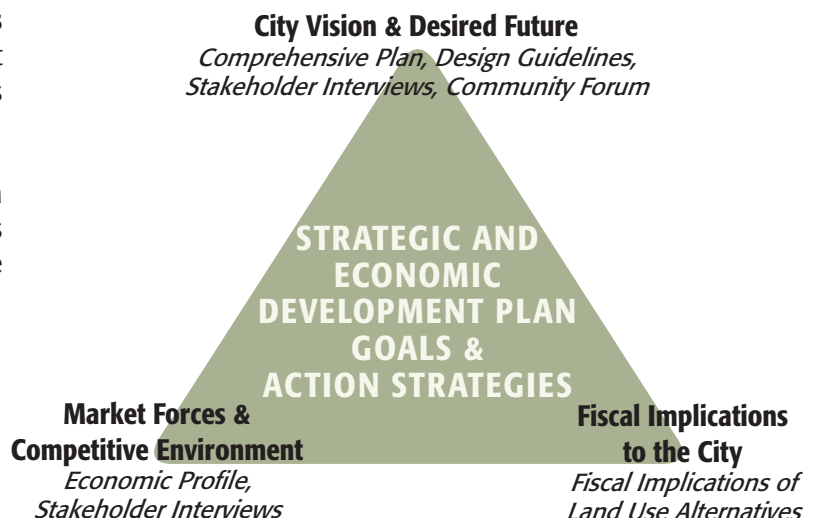 City Vision & Desired Future
Comprehensive Plan, Design Guidelines,
Stakeholder Interviews, Community Forum
STRATEGIC AND
ECONOMIC
DEVELOPMENT PLAN
GOALS &
ACTION STRATEGIES
Market Forces &
Competitive Environment
Economic Profile,
Stakeholder Interviews
Fiscal Implications
to the City
Fiscal Implications of
Land Use Alternatives